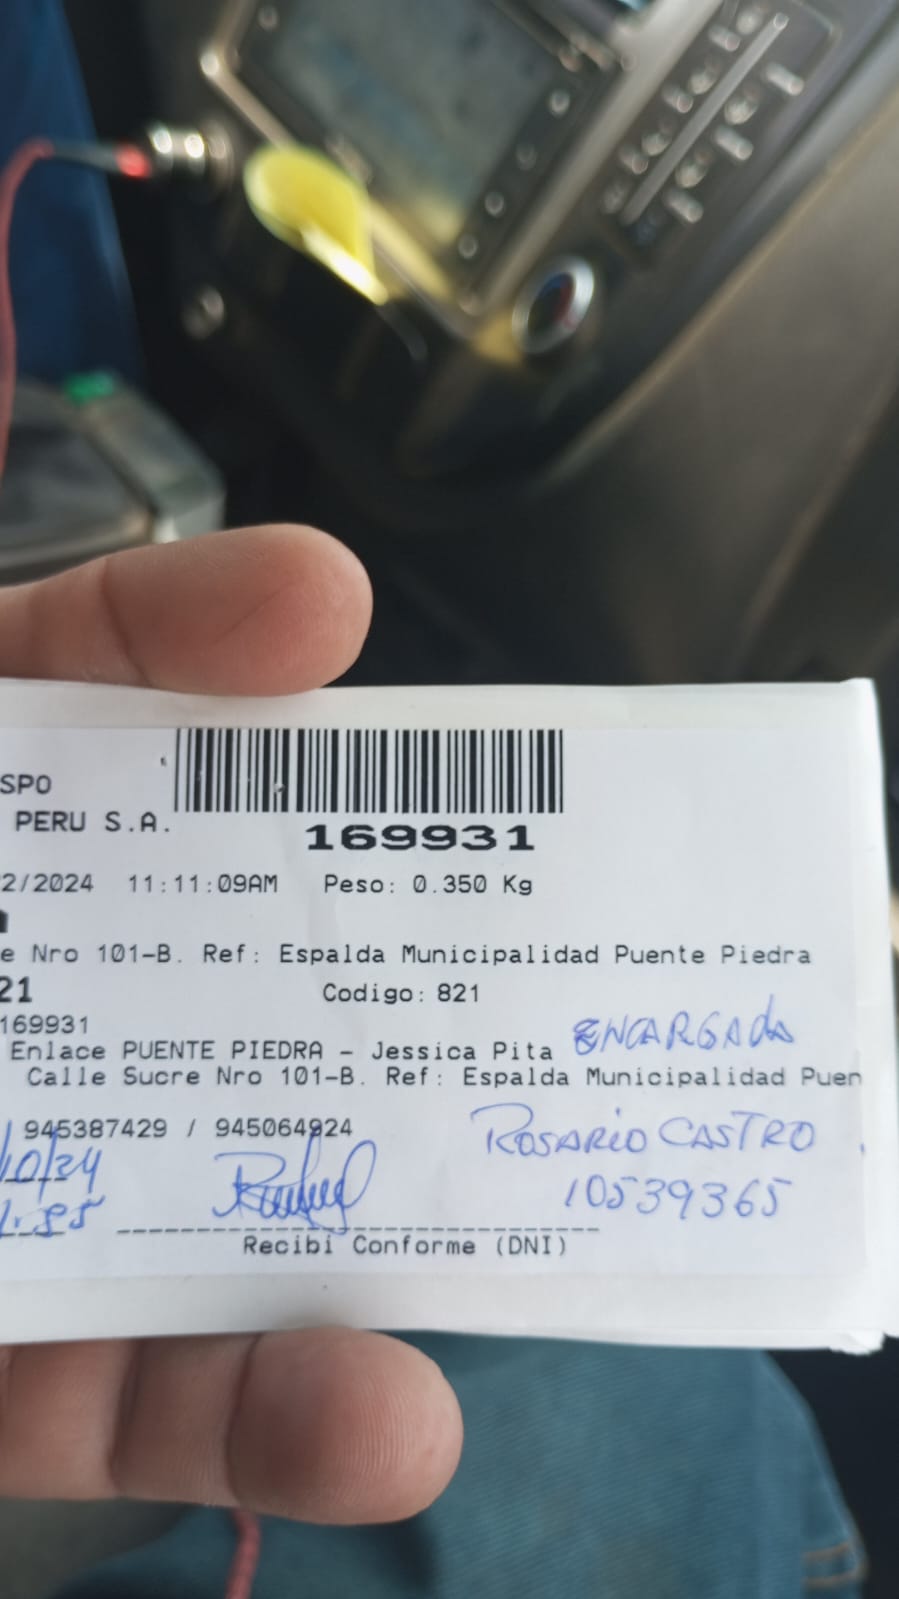 SPO
PERU S.A.
169931
2/2024 11:11:09AM Peso: 0.350 Kg
e Nro 101-B. Ref: Espalda Municipalidad Puente Piedra
21 Codigo: 821
169931
Enlace PUENTE PIEDRA - Jessica Pita ENCARGADA
Calle Sucre Nro 101-B. Ref: Espalda Municipalidad Puen
945387429 / 945064924 ROSARIO CASTRO
10/24 10539365
Recibi Conforme (DNI)